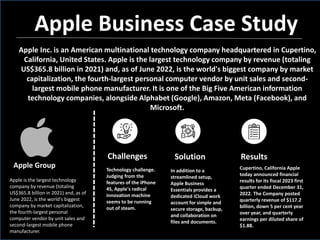 Apple Business Case Study
Apple Inc. is an American multinational technology company headquartered in Cupertino,
California, United States. Apple is the largest technology company by revenue (totaling
US$365.8 billion in 2021) and, as of June 2022, is the world's biggest company by market
capitalization, the fourth-largest personal computer vendor by unit sales and second-
largest mobile phone manufacturer. It is one of the Big Five American information
technology companies, alongside Alphabet (Google), Amazon, Meta (Facebook), and
Microsoft.
Apple Group
Apple is the largest technology
company by revenue (totaling
US$365.8 billion in 2021) and, as of
June 2022, is the world's biggest
company by market capitalization,
the fourth-largest personal
computer vendor by unit sales and
second-largest mobile phone
manufacturer.
Challenges
Technology challenge.
Judging from the
features of the iPhone
4S, Apple's radical
innovation machine
seems to be running
out of steam.
Solution
In addition to a
streamlined setup,
Apple Business
Essentials provides a
dedicated iCloud work
account for simple and
secure storage, backup,
and collaboration on
files and documents.
Results
Cupertino, California Apple
today announced financial
results for its fiscal 2023 first
quarter ended December 31,
2022. The Company posted
quarterly revenue of $117.2
billion, down 5 per cent year
over year, and quarterly
earnings per diluted share of
$1.88.